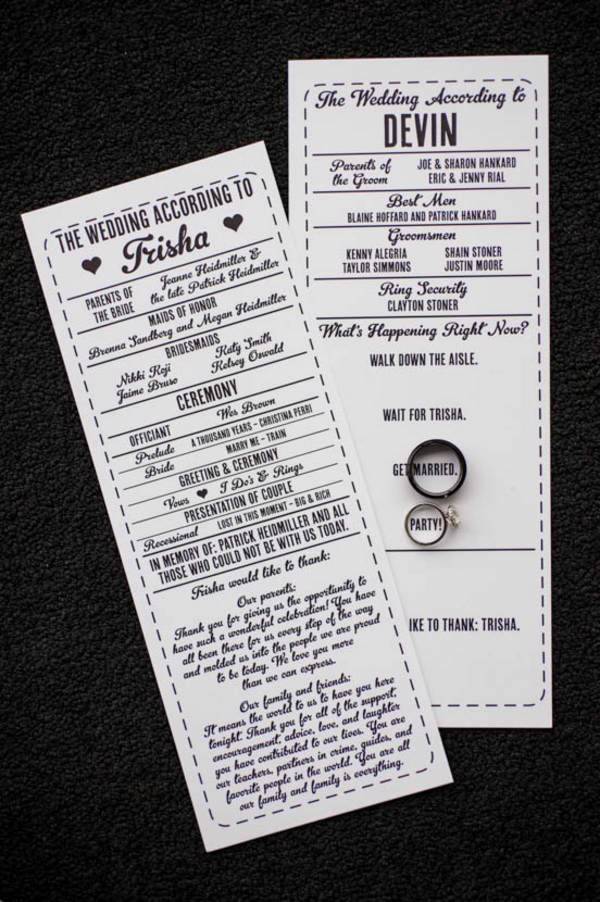 THE WEDDING ACCORDING TO
Trisha
PARENTS OF
THE BRIDE
Jeanne Heidmiller &
the late Patrick Heidmiller
MAIDS OF HONOR
Brenna Sandberg and Megan Heidmiller
BRIDESMAIDS
Nikki Koji
Katy Smith
Jaime Bruso
Kelsey Oswald
CEREMONY
OFFICIANT
Wes Brown
Prelude
A THOUSAND YEARS - CHRISTINA PERRI
Bride
MARRY ME - TRAIN
GREETING & CEREMONY
Vows
I Do's & Rings
PRESENTATION OF COUPLE
Recessional
LOST IN THIS MOMENT - BIG & RICH
IN MEMORY OF: PATRICK HEIDMILLER AND ALL
THOSE WHO COULD NOT BE WITH US TODAY.
Trisha would like to thank:
Our parents:
Thank you for giving us the opportunity to
have such a wonderful celebration! You have
all been there for us every step of the way
and molded us into the people we are proud
to be today. We love you more
than we can express.
Our family and friends:
It means the world to us to have you here
tonight. Thank you for all of the support,
encouragement, advice, love, and laughter
you have contributed to our lives. You are
our teachers, partners in crime, guides, and
favorite people in the world. You are all
our family and family is everything.
The Wedding According to
DEVIN
Parents of
the Groom
JOE & SHARON HANKARD
ERIC & JENNY RIAL
Best Men
BLAINE HOFFARD AND PATRICK HANKARD
Groomsmen
KENNY ALEGRIA
SHAIN STONER
TAYLOR SIMMONS
JUSTIN MOORE
Ring Security
CLAYTON STONER
What's Happening Right Now?
WALK DOWN THE AISLE.
WAIT FOR TRISHA.
GET MARRIED.
PARTY!
IKE TO THANK: TRISHA.